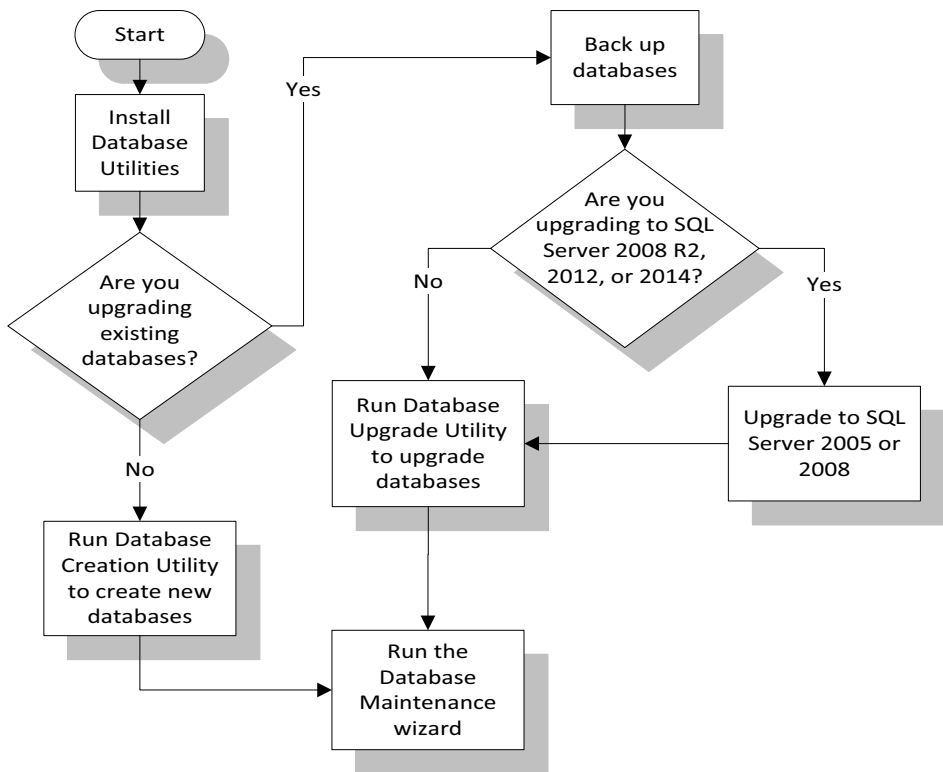 Start
Install
Database
Utilities
Are you
upgrading
existing
databases?
Yes
No
Back up
databases
Are you
upgrading to SQL
Server 2008 R2,
2012, or 2014?
No
Yes
Run Database
Upgrade Utility
to upgrade
databases
Upgrade to SQL
Server 2005 or
2008
Run Database
Creation Utility
to create new
databases
Run the
Database
Maintenance
wizard